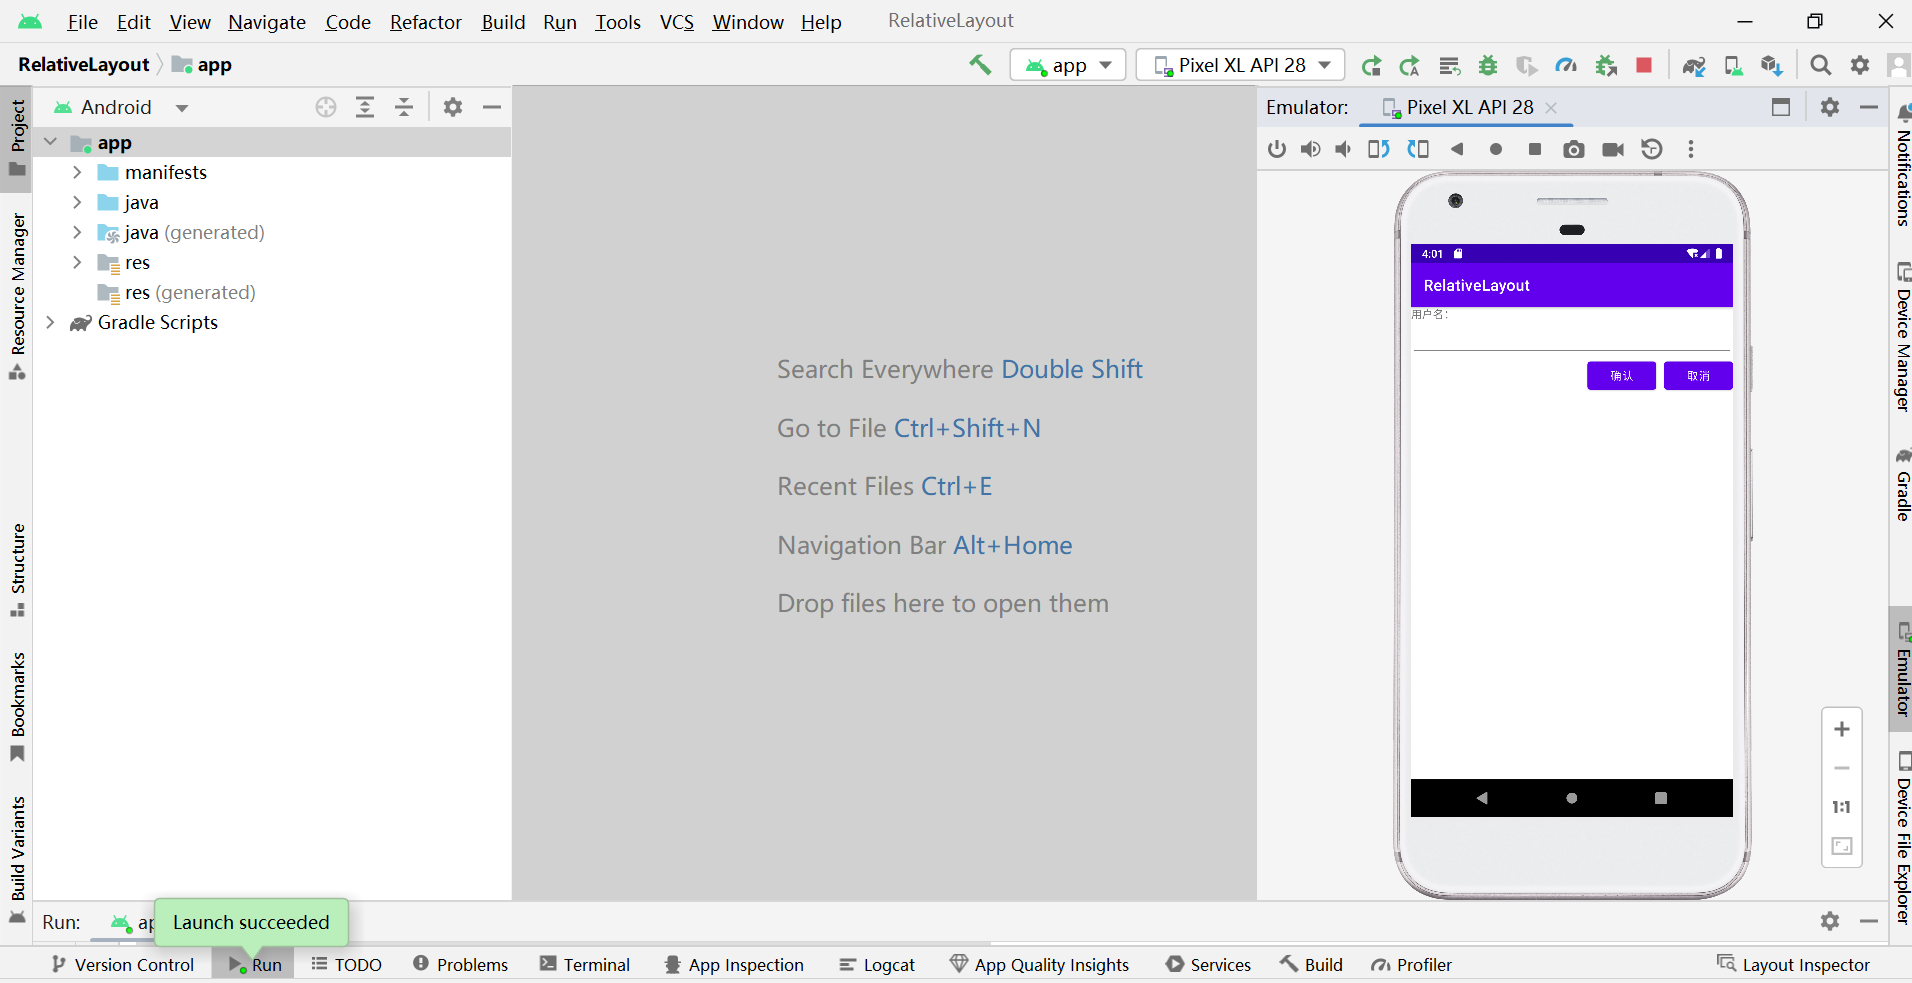 File Edit View Navigate Code Refactor Build Run Tools VCS Window Help RelativeLayout
RelativeLayout app
app
Pixel XL API 28
Android
Emulator: Pixel XL API 28
Project
Resource Manager
Structure
Bookmarks
Build Variants
app
manifests
java
java (generated)
res
res (generated)
Gradle Scripts
Search Everywhere Double Shift
Go to File Ctrl+Shift+N
Recent Files Ctrl+E
Navigation Bar Alt+Home
Drop files here to open them
4:01
RelativeLayout
用户名：
确认 取消
1:1
Notifications
Device Manager
Gradle
Emulator
Device File Explorer
Run:
Launch succeeded
Version Control Run TODO Problems Terminal App Inspection Logcat App Quality Insights Services Build Profiler Layout Inspector